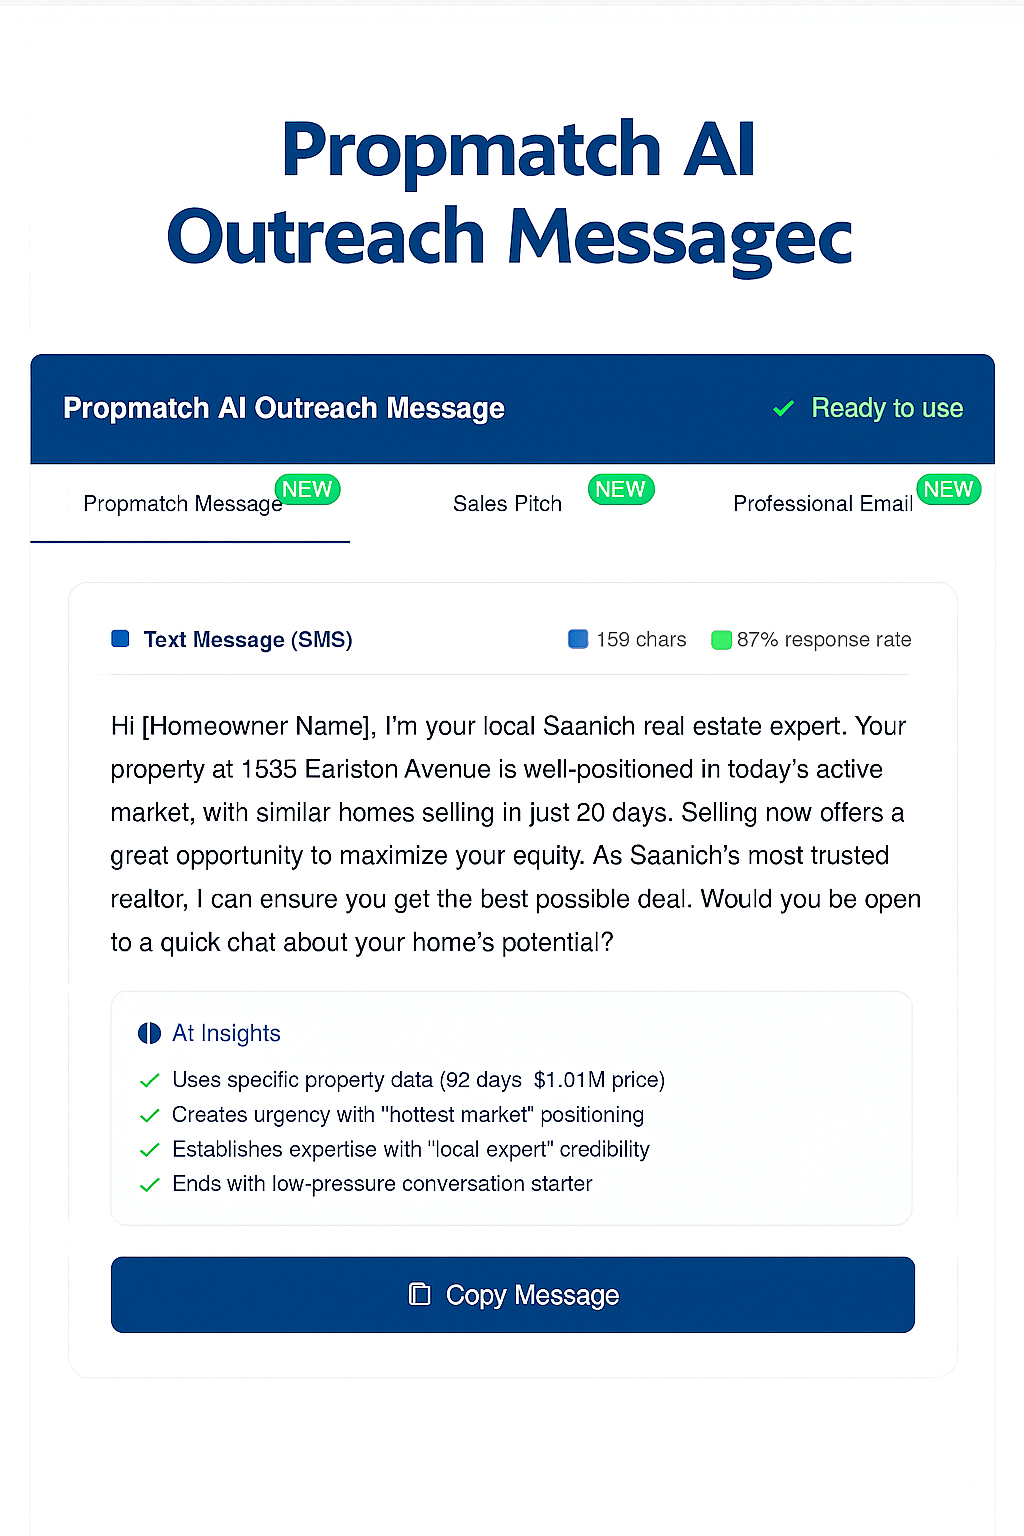 Propmatch AI
Outreach Messagec
Propmatch AI Outreach Message
Ready to use
Propmatch Message NEW
Sales Pitch NEW
Professional Email NEW
Text Message (SMS)
159 chars
87% response rate
Hi [Homeowner Name], I’m your local Saanich real estate expert. Your
property at 1535 Eariston Avenue is well-positioned in today’s active
market, with similar homes selling in just 20 days. Selling now offers a
great opportunity to maximize your equity. As Saanich’s most trusted
realtor, I can ensure you get the best possible deal. Would you be open
to a quick chat about your home’s potential?
At Insights
Uses specific property data (92 days $1.01M price)
Creates urgency with "hottest market" positioning
Establishes expertise with "local expert" credibility
Ends with low-pressure conversation starter
Copy Message